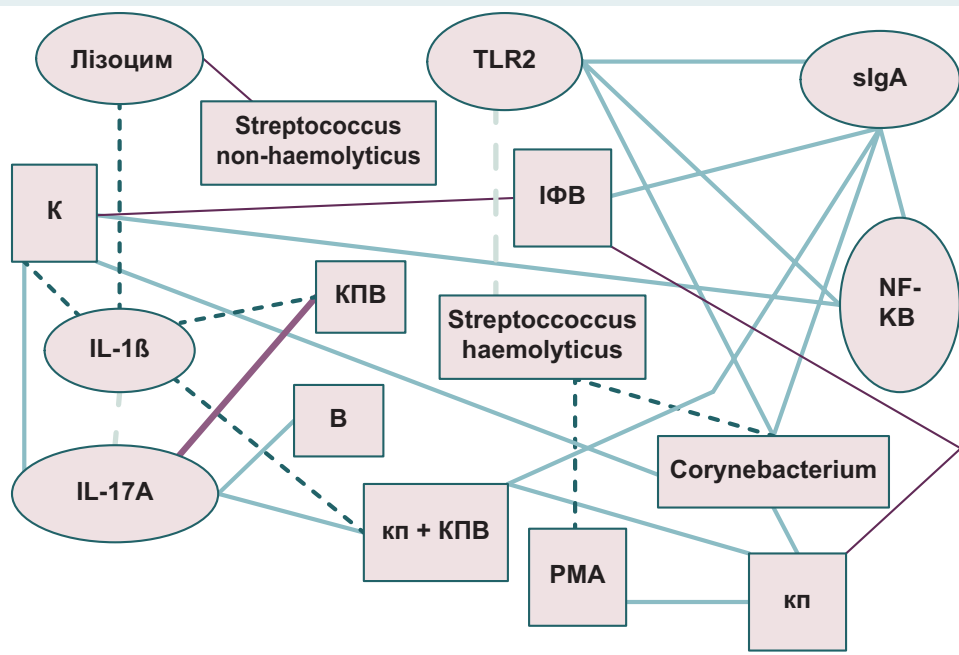 Лізоцим
TLR2
sIgA
Streptococcus
non-haemolyticus
К
ІФВ
КПВ
NF-
KB
Streptoccoccus
haemolyticus
IL-1ß
В
IL-17A
Corynebacterium
кп + КПВ
РМА
кп